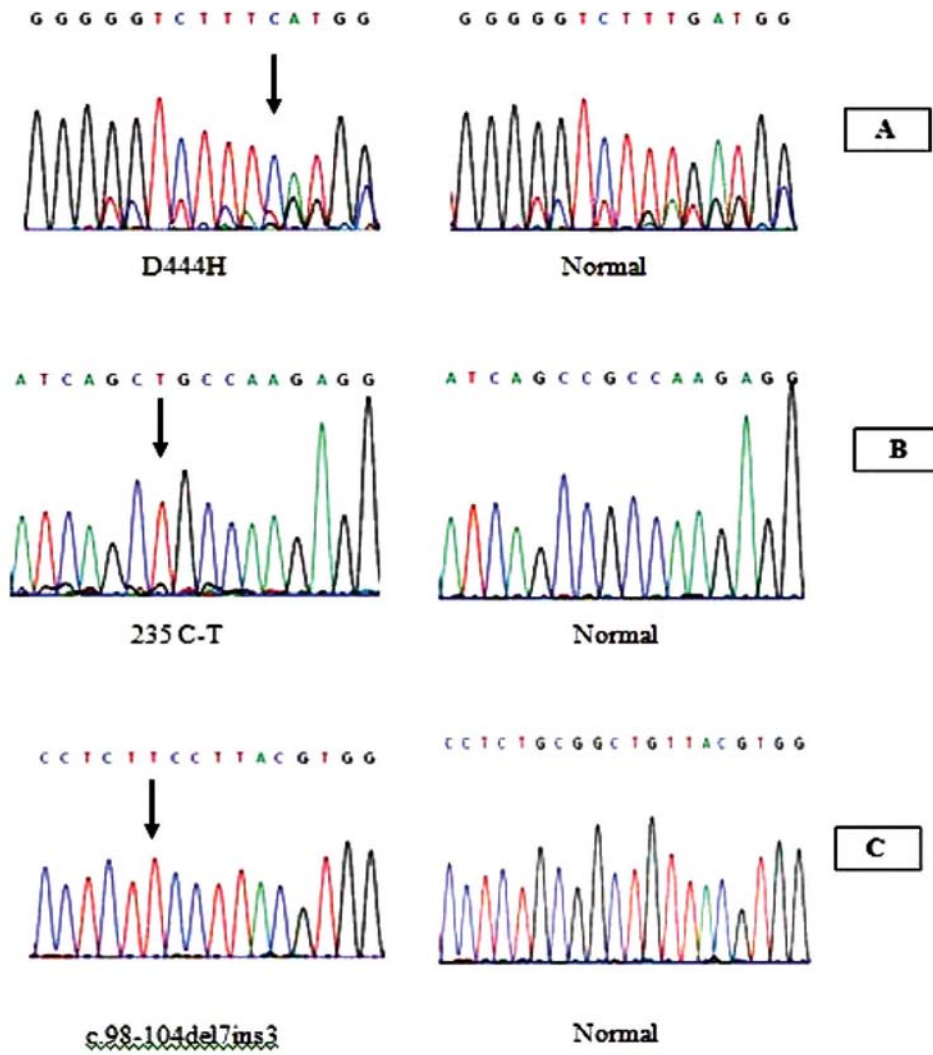 G G G G G T C T T T C A T G G
G G G G G T C T T T G A T G G
A
D444H
Normal
A T C A G C T G C C A A G A G G
A T C A G C C G C C A A G A G G
B
235 C-T
Normal
C C T C T T C C T T A C G T G G
C C T C T G C G G C T G T T A C G T G G
C
c.98-104del7ins3
Normal